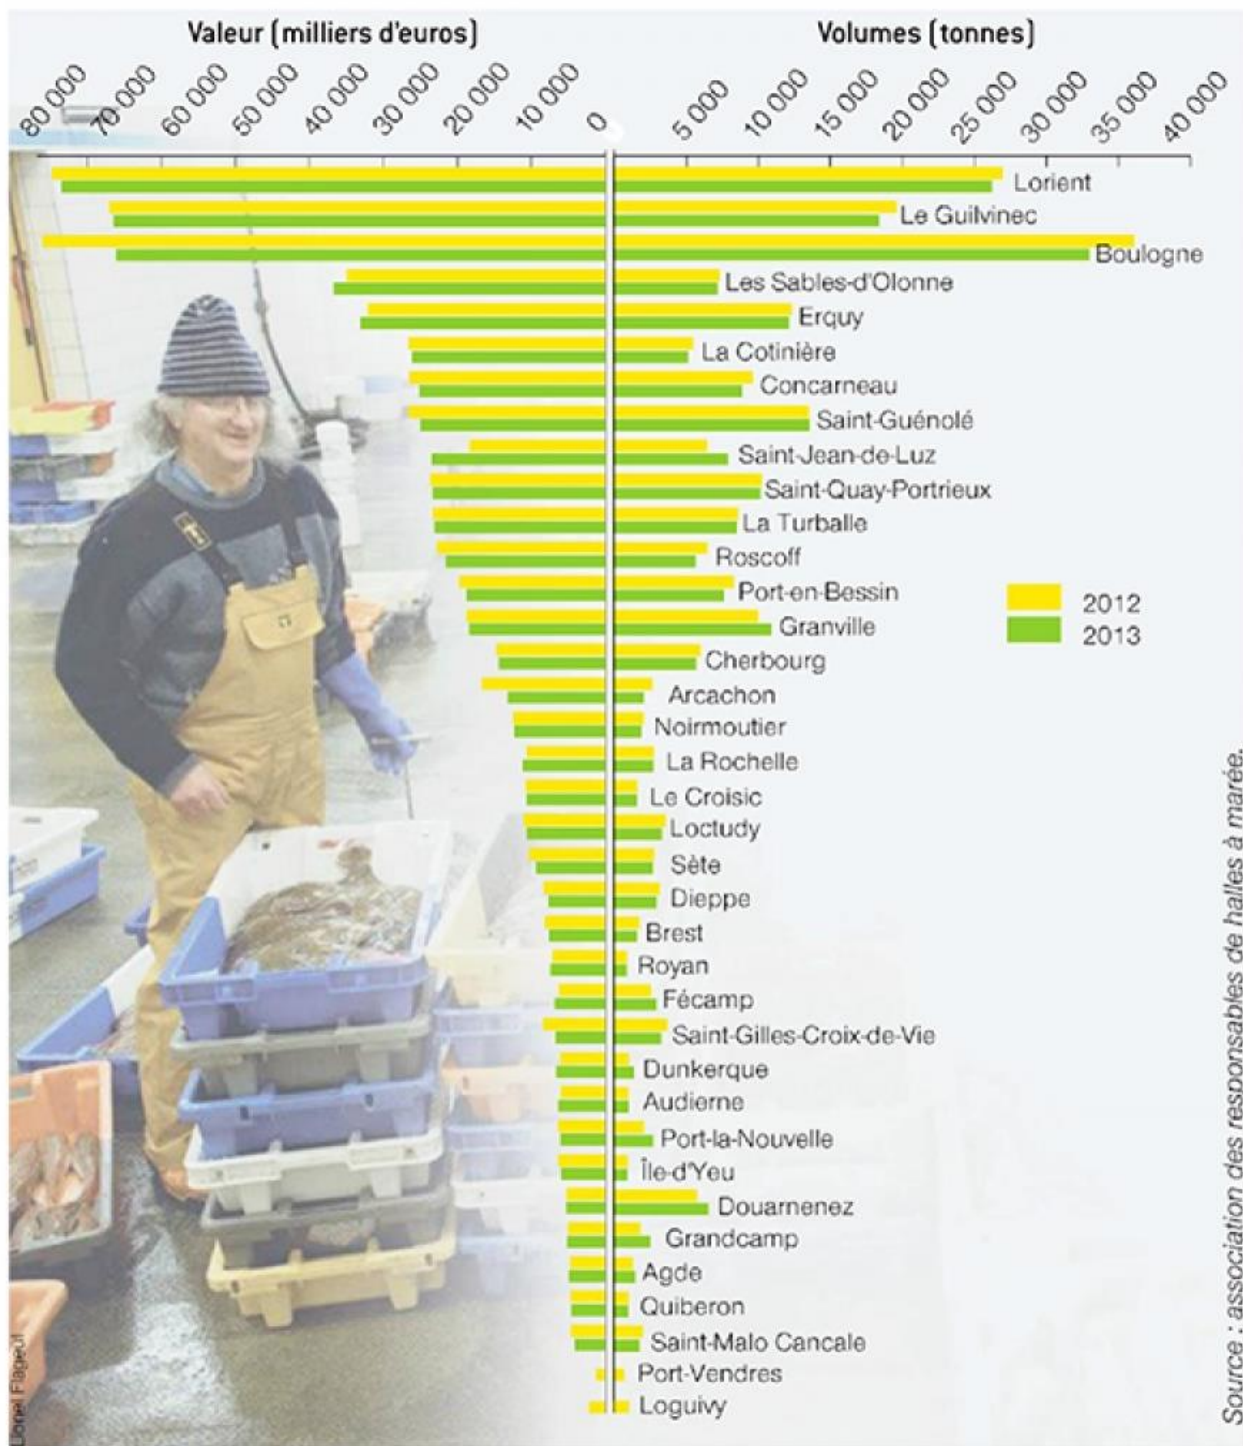 Valeur (milliers d'euros)
Volumes (tonnes)
80 000 70 000 60 000 50 000 40 000 30 000 20 000 10 000 0 5 000 10 000 15 000 20 000 25 000 30 000 35 000 40 000
Lorient
Le Guilvinec
Boulogne
Les Sables-d'Olonne
Erquy
La Cotinière
Concarneau
Saint-Guénolé
Saint-Jean-de-Luz
Saint-Quay-Portrieux
La Turballe
Roscoff
Port-en-Bessin
Granville
Cherbourg
Arcachon
Noirmoutier
La Rochelle
Le Croisic
Loctudy
Sète
Dieppe
Brest
Royan
Fécamp
Saint-Gilles-Croix-de-Vie
Dunkerque
Audierne
Port-la-Nouvelle
Île-d'Yeu
Douarnenez
Grandcamp
Agde
Quiberon
Saint-Malo Cancale
Port-Vendres
Loguivy
2012
2013
Source : association des responsables de halles à marée.
Lionel Flageul